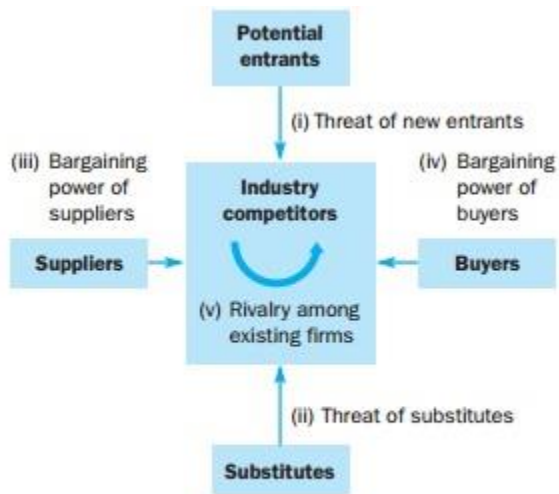 Potential
entrants
(i) Threat of new entrants
(iii) Bargaining
power of
suppliers
Industry
competitors
(iv) Bargaining
power of
buyers
Suppliers
Buyers
(v) Rivalry among
existing firms
(ii) Threat of substitutes
Substitutes